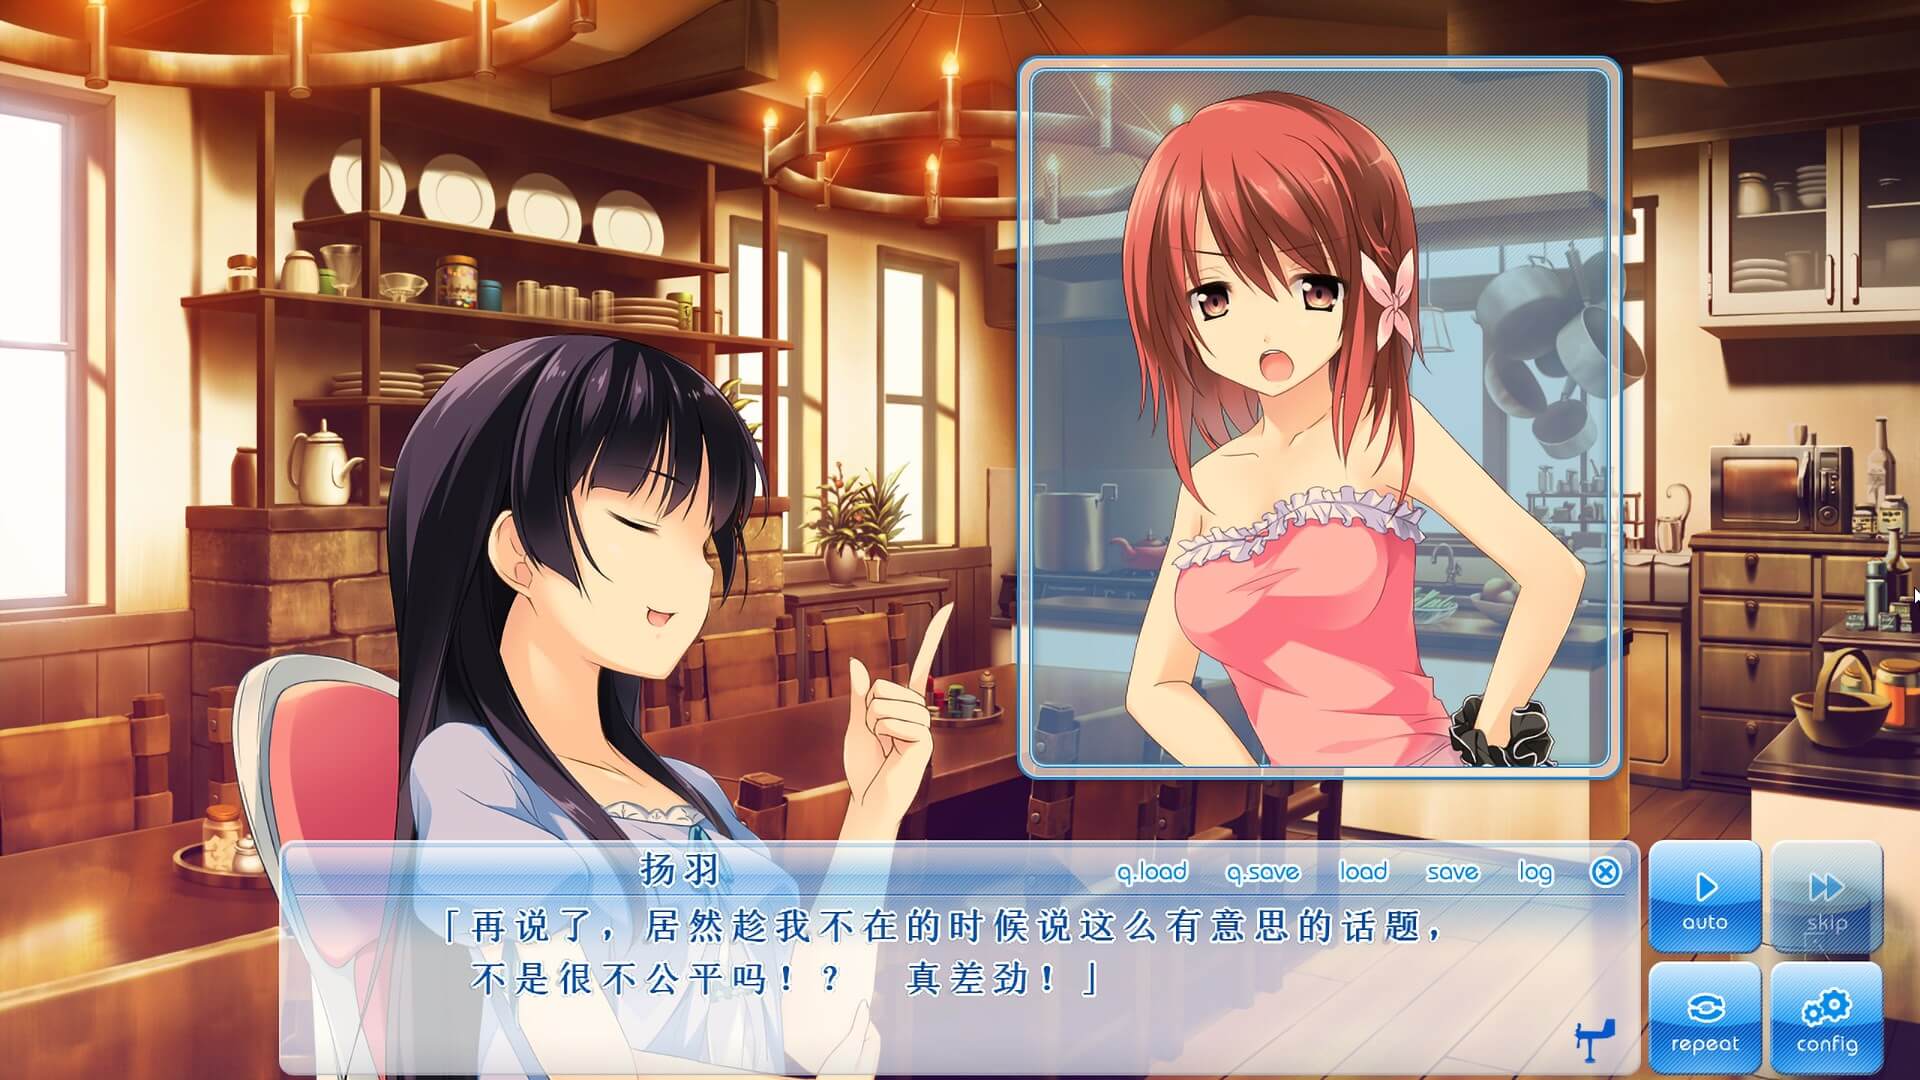 扬羽
q.load q.save load save log
「再说了，居然趁我不在的时候说这么有意思的话题，
不是很不公平吗！？　真差劲！」
auto skip
repeat config